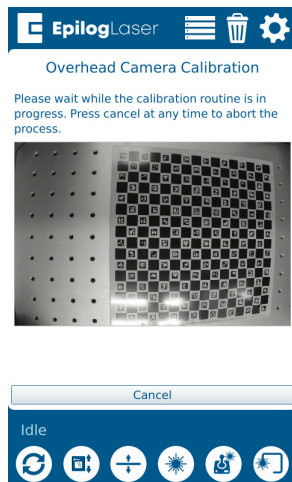 EpilogLaser
Overhead Camera Calibration
Please wait while the calibration routine is in
progress. Press cancel at any time to abort the
process.
Cancel
Idle